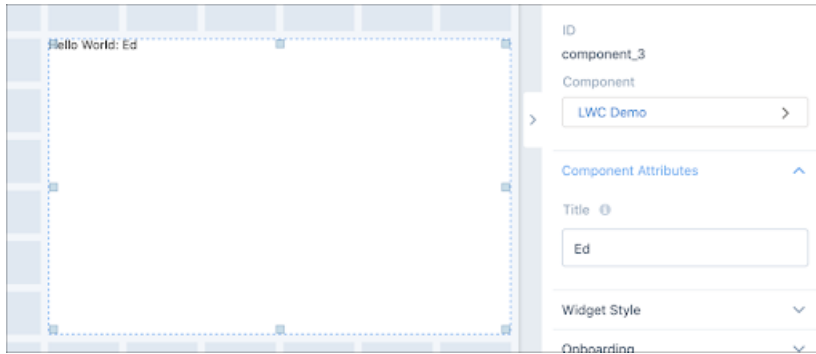 Hello World: Ed
ID
component_3
Component
LWC Demo
Component Attributes
Title
Ed
Widget Style
Onboarding